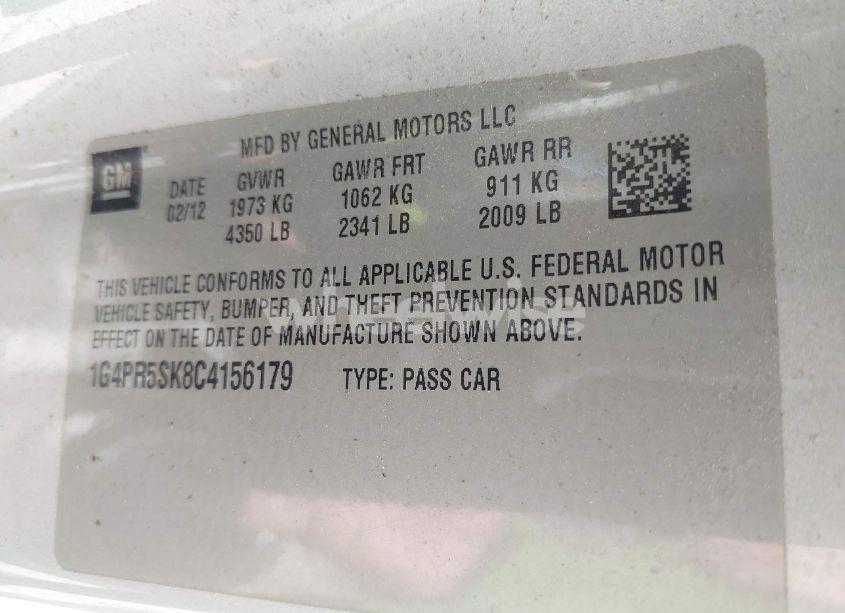 MFD BY GENERAL MOTORS LLC
GM
DATE GVWR GAWR FRT GAWR RR
02/12 1973 KG 1062 KG 911 KG
4350 LB 2341 LB 2009 LB
THIS VEHICLE CONFORMS TO ALL APPLICABLE U.S. FEDERAL MOTOR
VEHICLE SAFETY, BUMPER, AND THEFT PREVENTION STANDARDS IN
EFFECT ON THE DATE OF MANUFACTURE SHOWN ABOVE.
1G4PR5SK8C4156179 TYPE: PASS CAR